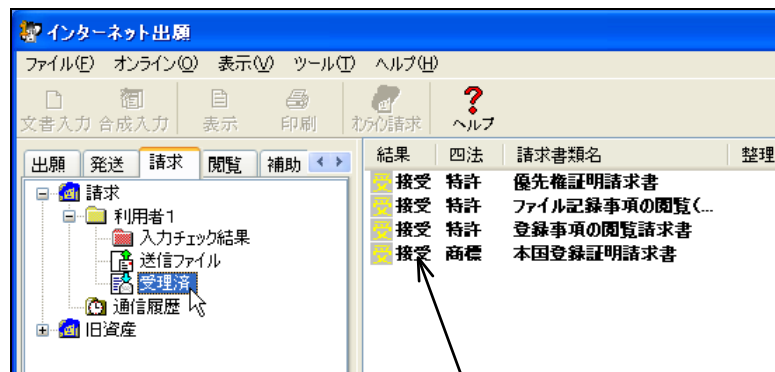 インターネット出願
ファイル(F) オンライン(O) 表示(V) ツール(T) ヘルプ(H)
文書入力 合成入力 表示 印刷 オンライン請求 ヘルプ
出願 発送 請求 閲覧 補助
請求
利用者1
入力チェック結果
送信ファイル
受理済
通信履歴
旧資産
結果 四法 請求書類名 整理
受 接受 特許 優先権証明請求書
受 接受 特許 ファイル記録事項の閲覧(...
受 接受 特許 登録事項の閲覧請求書
受 接受 商標 本国登録証明請求書